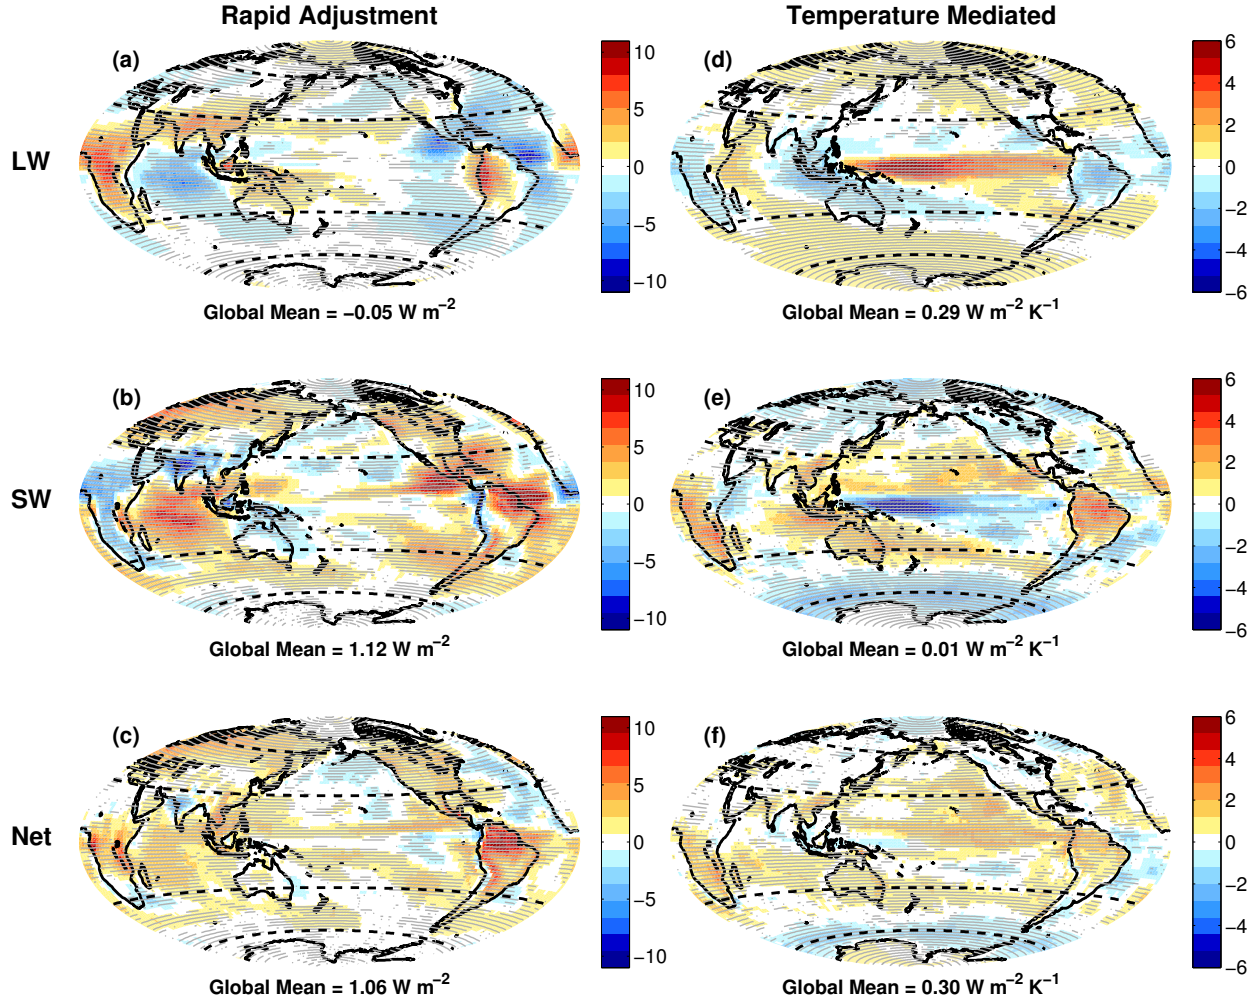 Rapid Adjustment
Temperature Mediated
(a)
10
5
0
−5
−10
(d)
6
4
2
0
−2
−4
−6
LW
Global Mean = −0.05 W m⁻²
Global Mean = 0.29 W m⁻² K⁻¹
(b)
10
5
0
−5
−10
(e)
6
4
2
0
−2
−4
−6
SW
Global Mean = 1.12 W m⁻²
Global Mean = 0.01 W m⁻² K⁻¹
(c)
10
5
0
−5
−10
(f)
6
4
2
0
−2
−4
−6
Net
Global Mean = 1.06 W m⁻²
Global Mean = 0.30 W m⁻² K⁻¹